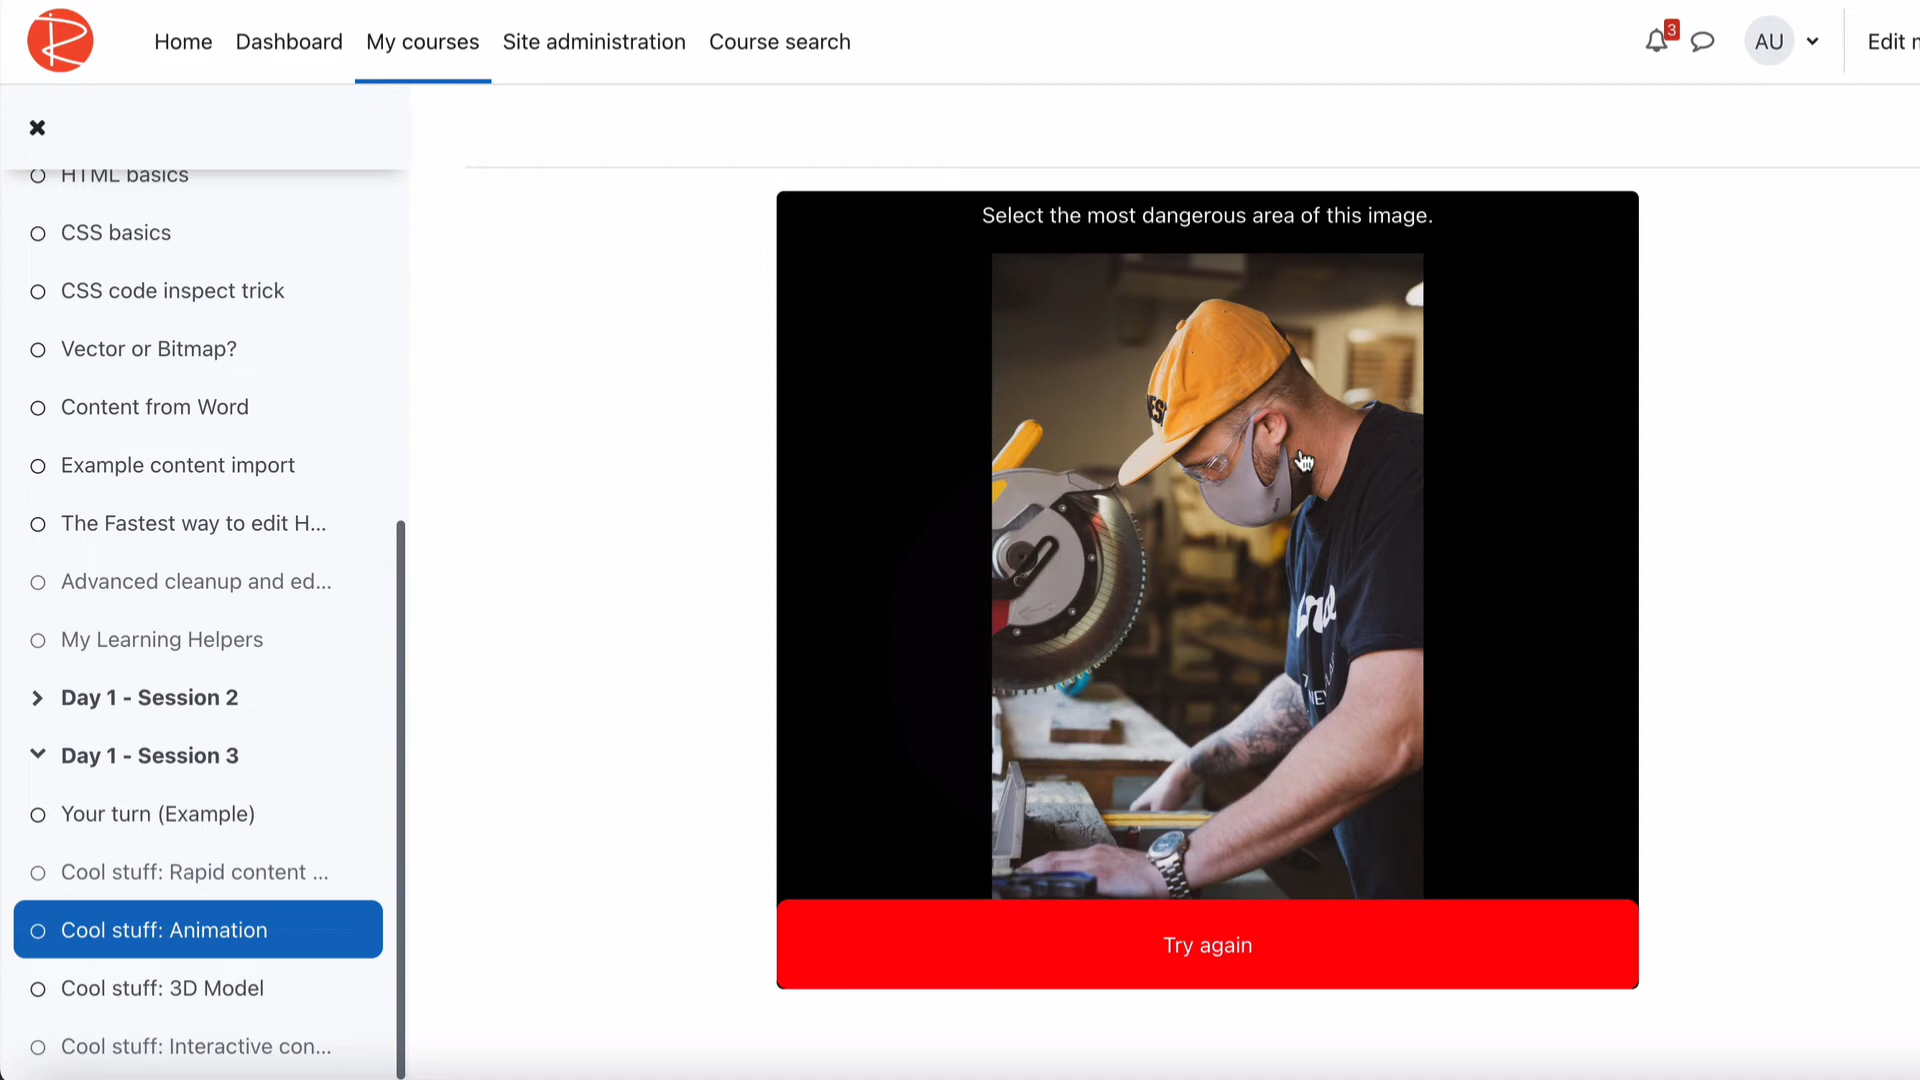 Home Dashboard My courses Site administration Course search
3
AU
Edit
HTML basics
CSS basics
CSS code inspect trick
Vector or Bitmap?
Content from Word
Example content import
The Fastest way to edit H...
Advanced cleanup and ed...
My Learning Helpers
Day 1 - Session 2
Day 1 - Session 3
Your turn (Example)
Cool stuff: Rapid content ...
Cool stuff: Animation
Cool stuff: 3D Model
Cool stuff: Interactive con...
Select the most dangerous area of this image.
Try again